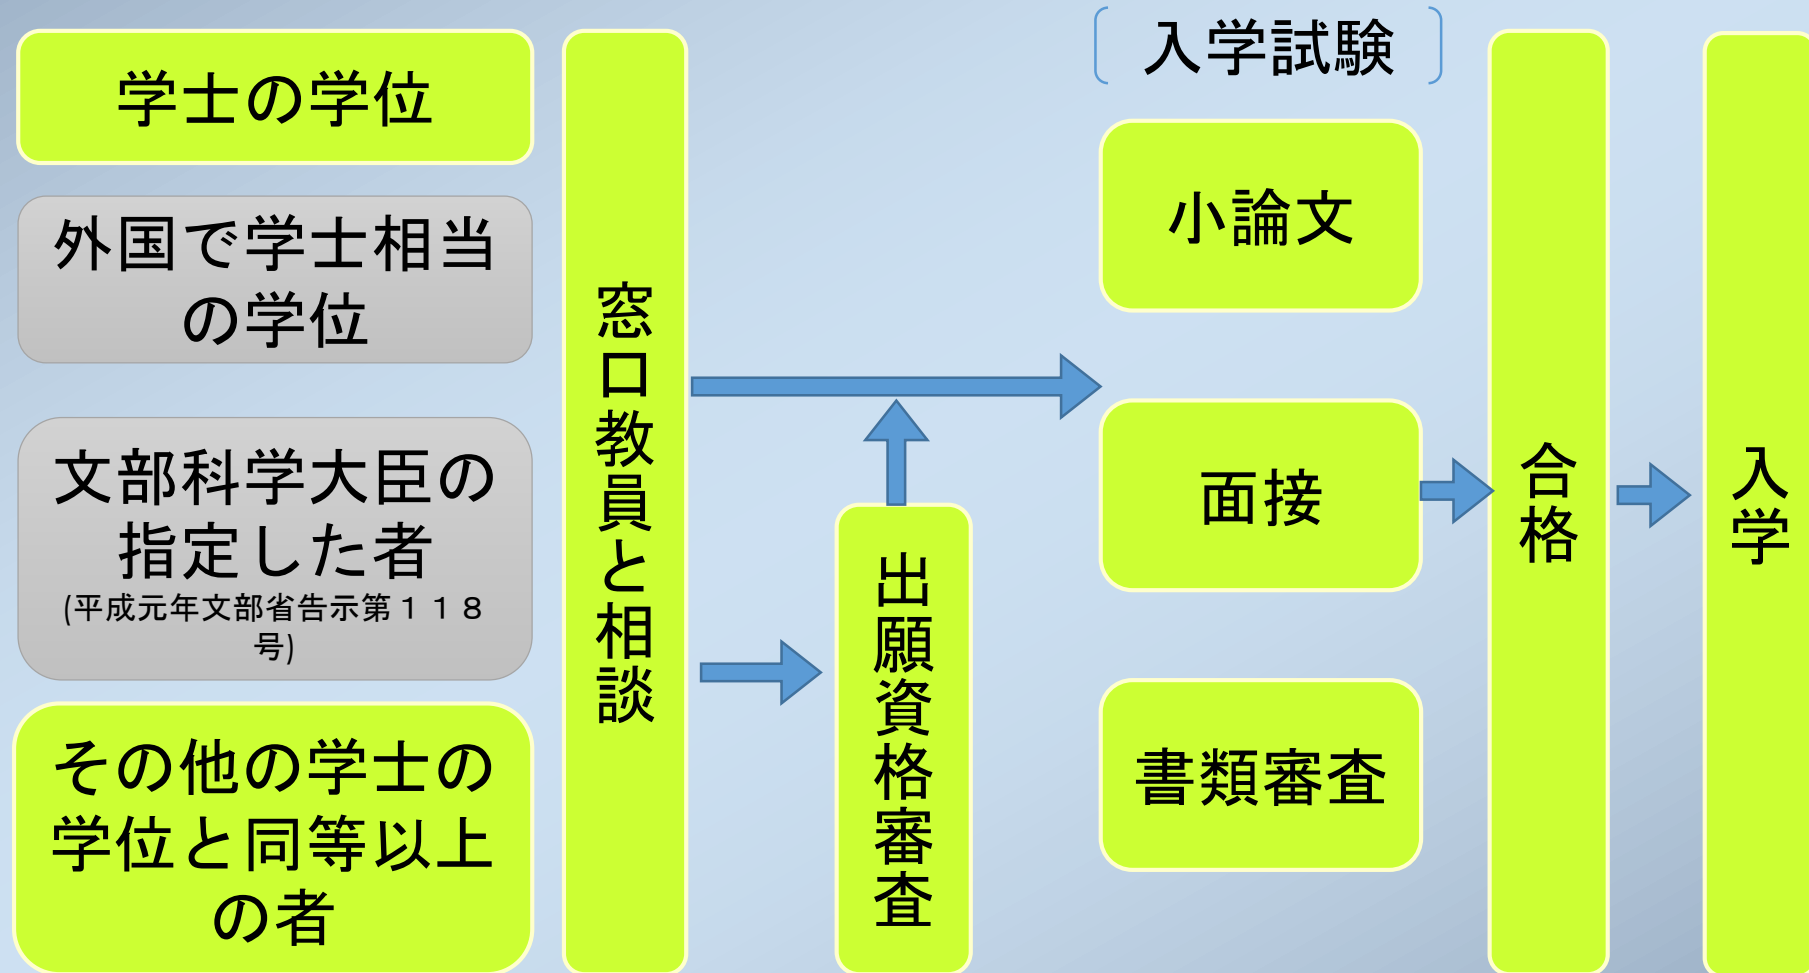 学士の学位
外国で学士相当
の学位
文部科学大臣の
指定した者
(平成元年文部省告示第１１８
号)
その他の学士の
学位と同等以上
の者
窓口教員と相談
出願資格審査
入学試験
小論文
面接
書類審査
合格
入学